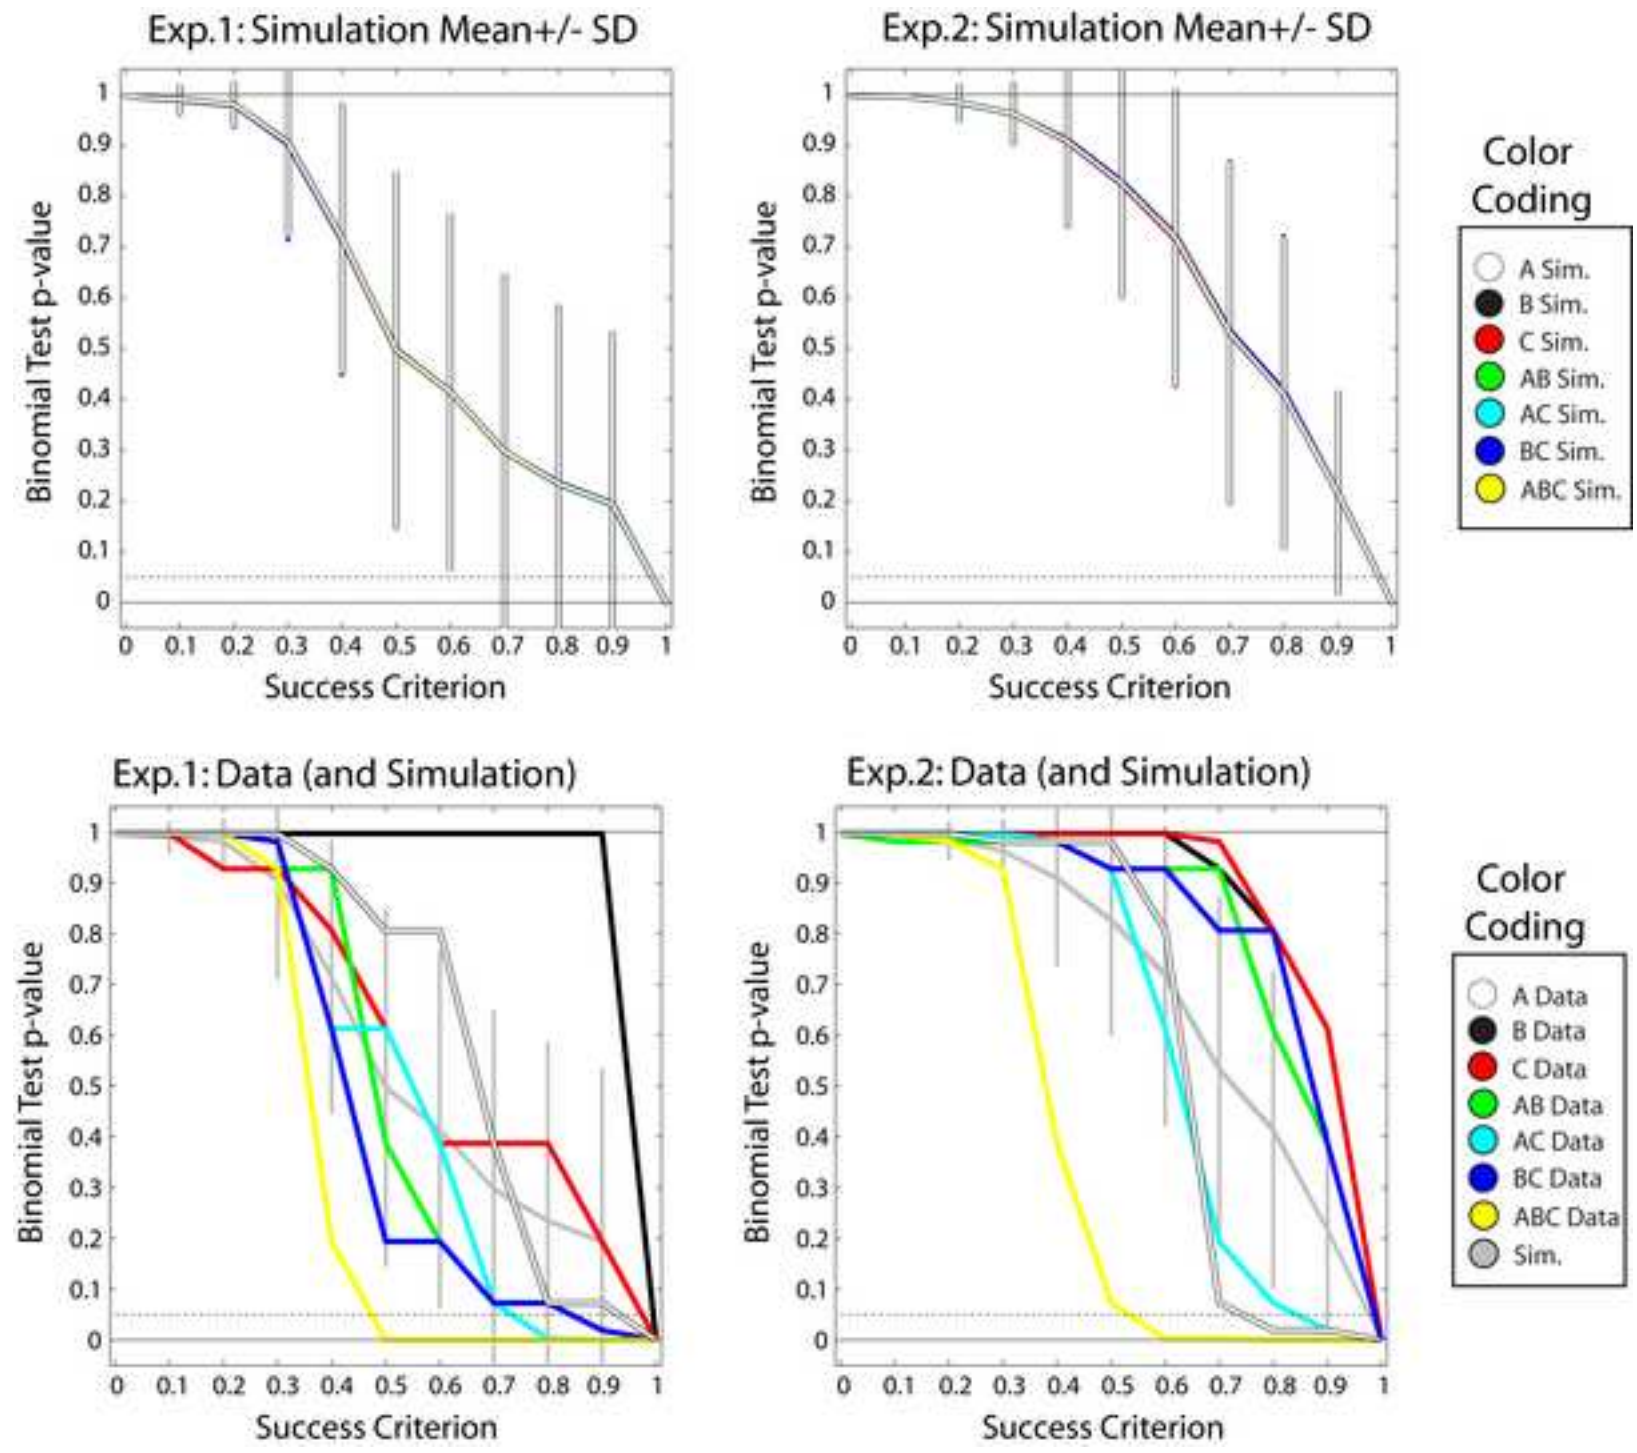 Exp.1: Simulation Mean+/- SD
Binomial Test p-value
1
0.9
0.8
0.7
0.6
0.5
0.4
0.3
0.2
0.1
0
0 0.1 0.2 0.3 0.4 0.5 0.6 0.7 0.8 0.9 1
Success Criterion
Exp.2: Simulation Mean+/- SD
Binomial Test p-value
1
0.9
0.8
0.7
0.6
0.5
0.4
0.3
0.2
0.1
0
0 0.1 0.2 0.3 0.4 0.5 0.6 0.7 0.8 0.9 1
Success Criterion
Color
Coding
A Sim.
B Sim.
C Sim.
AB Sim.
AC Sim.
BC Sim.
ABC Sim.
Exp.1: Data (and Simulation)
Binomial Test p-value
1
0.9
0.8
0.7
0.6
0.5
0.4
0.3
0.2
0.1
0
0 0.1 0.2 0.3 0.4 0.5 0.6 0.7 0.8 0.9 1
Success Criterion
Exp.2: Data (and Simulation)
Binomial Test p-value
1
0.9
0.8
0.7
0.6
0.5
0.4
0.3
0.2
0.1
0
0 0.1 0.2 0.3 0.4 0.5 0.6 0.7 0.8 0.9 1
Success Criterion
Color
Coding
A Data
B Data
C Data
AB Data
AC Data
BC Data
ABC Data
Sim.